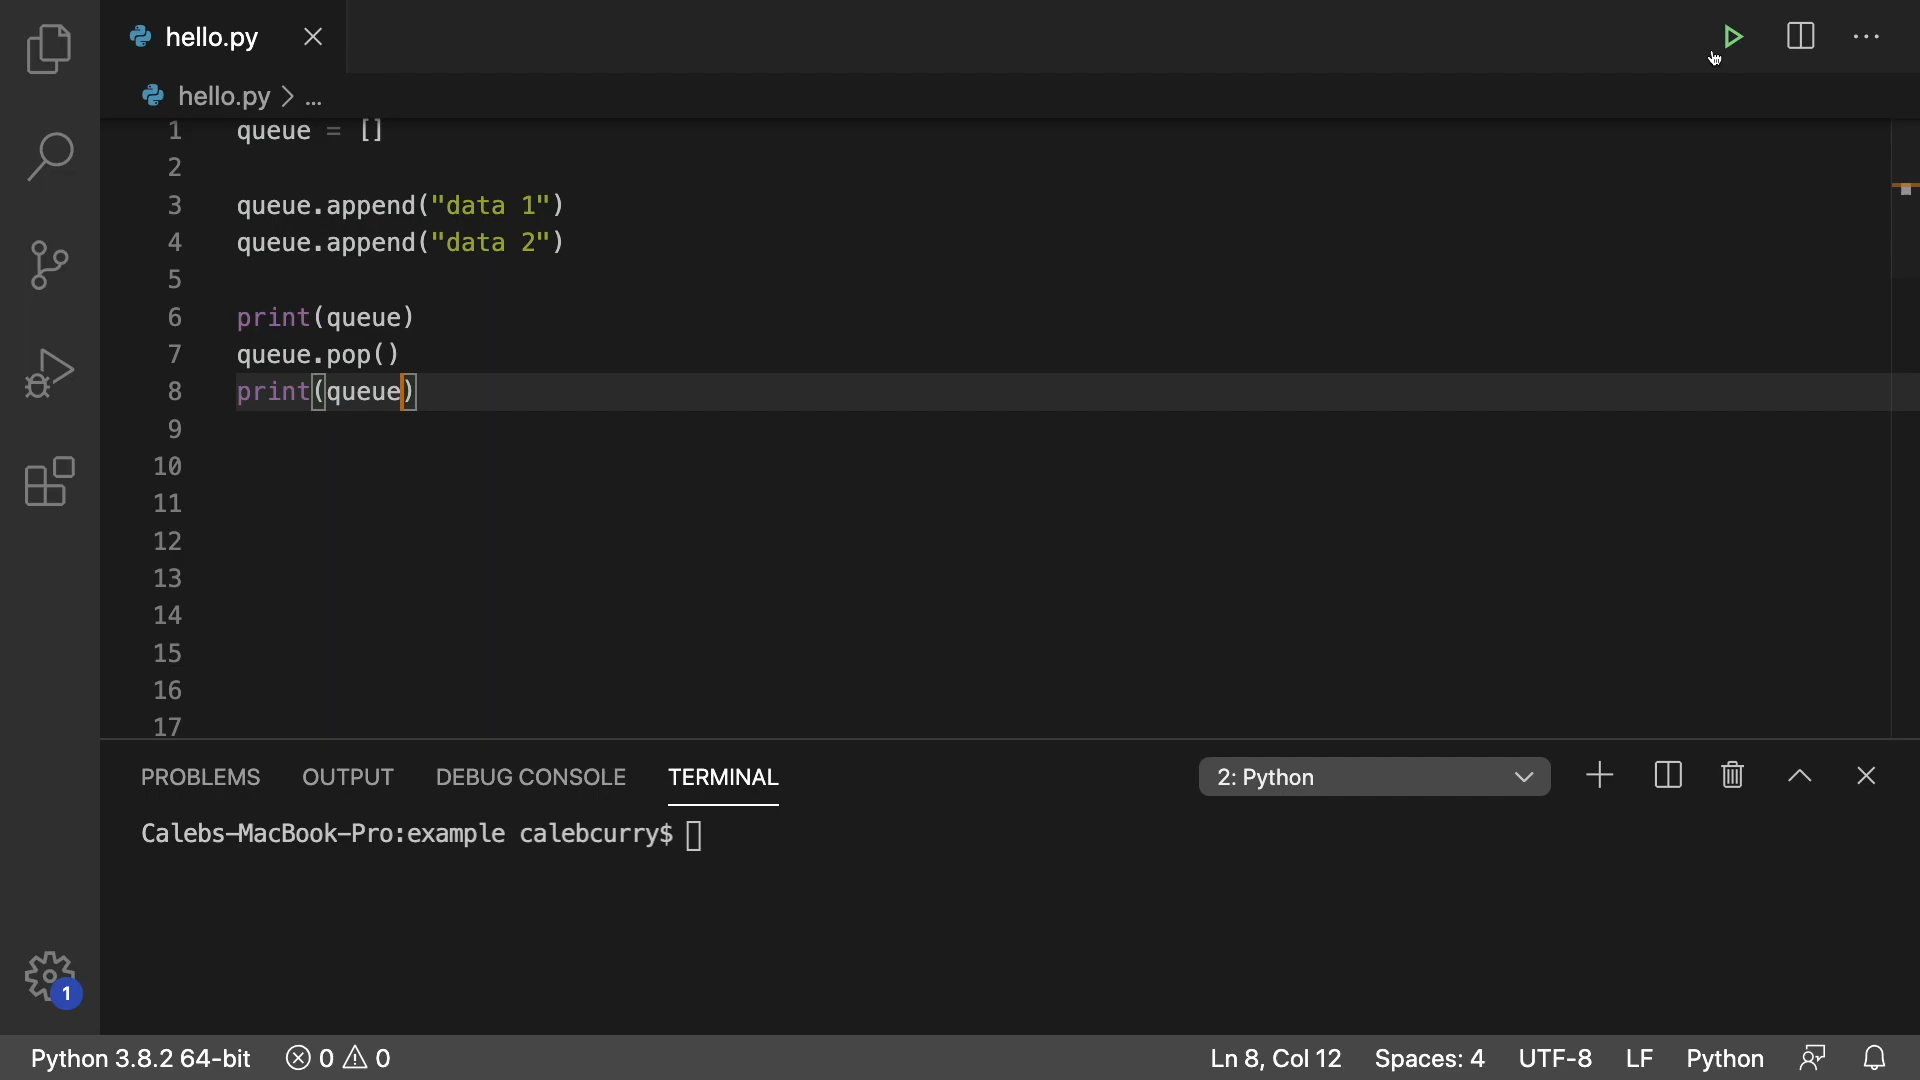 hello.py
hello.py > ...
1 queue = []
2
3 queue.append("data 1")
4 queue.append("data 2")
5
6 print(queue)
7 queue.pop()
8 print(queue)
9
10
11
12
13
14
15
16
17
PROBLEMS OUTPUT DEBUG CONSOLE TERMINAL 2: Python
Calebs-MacBook-Pro:example calebcurry$
1
Python 3.8.2 64-bit 0 0 Ln 8, Col 12 Spaces: 4 UTF-8 LF Python